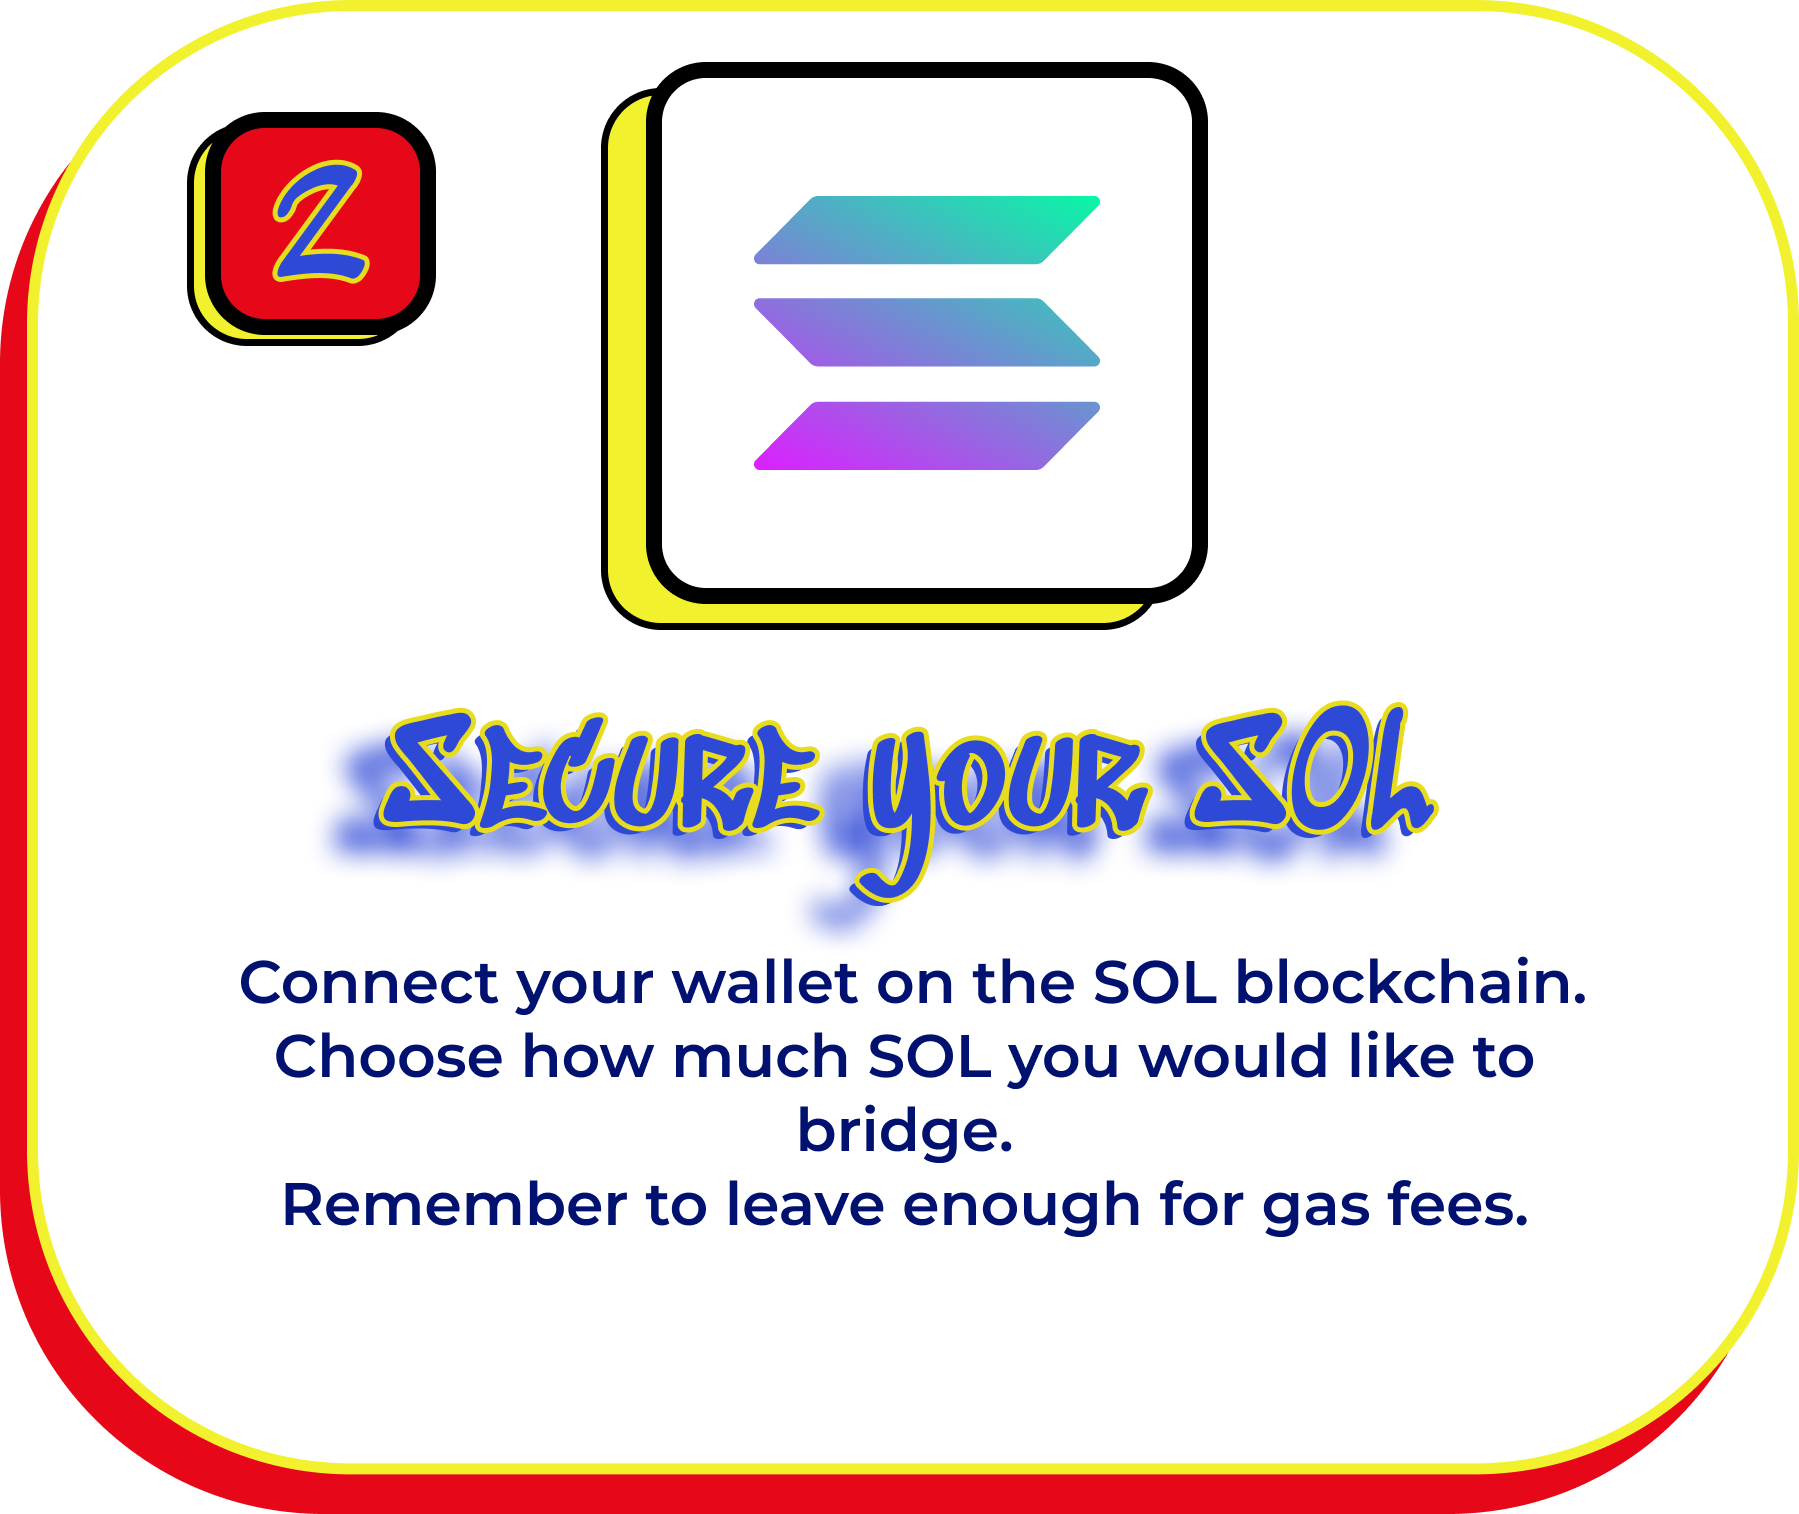 2
Secure your SOL
Connect your wallet on the SOL blockchain.
Choose how much SOL you would like to
bridge.
Remember to leave enough for gas fees.